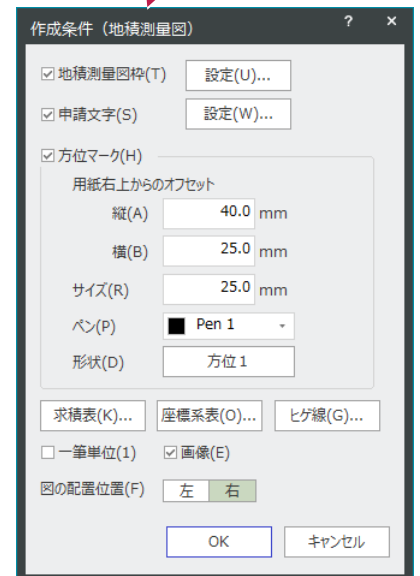 作成条件（地積測量図）　？　×
☑ 地積測量図枠(T)　設定(U)...
☑ 申請文字(S)　設定(W)...
☑ 方位マーク(H)
用紙右上からのオフセット
縦(A)　40.0 mm
横(B)　25.0 mm
サイズ(R)　25.0 mm
ペン(P)　Pen 1
形状(D)　方位１
求積表(K)...　座標系表(O)...　ヒゲ線(G)...
☐ 一筆単位(1)　☑ 画像(E)
図の配置位置(F)　左　右
OK　キャンセル